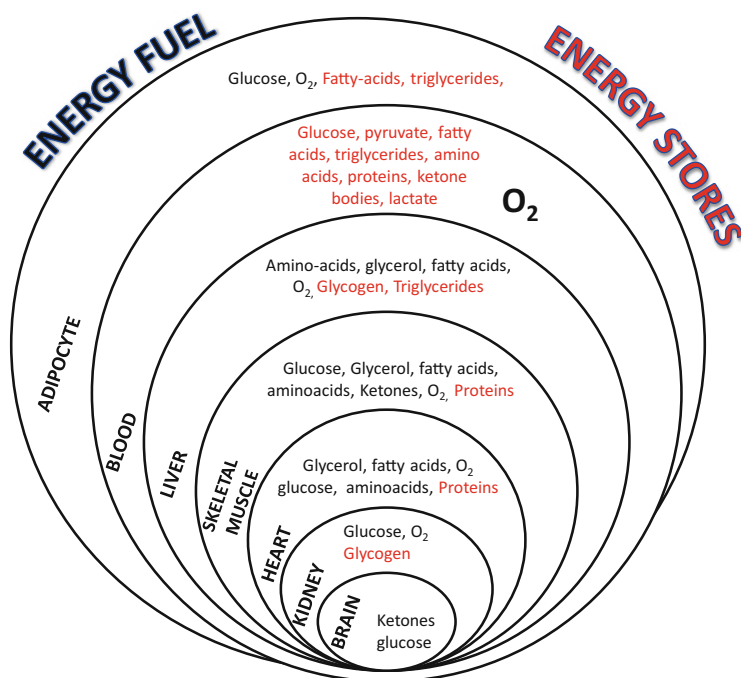 ENERGY FUEL
ENERGY STORES
Glucose, O₂, Fatty-acids, triglycerides,
Glucose, pyruvate, fatty
acids, triglycerides, amino
acids, proteins, ketone
bodies, lactate
O₂
Amino-acids, glycerol, fatty acids,
O₂, Glycogen, Triglycerides
Glucose, Glycerol, fatty acids,
aminoacids, Ketones, O₂, Proteins
Glycerol, fatty acids, O₂
glucose, aminoacids, Proteins
Glucose, O₂
Glycogen
Ketones
glucose
ADIPOCYTE
BLOOD
LIVER
SKELETAL
MUSCLE
HEART
KIDNEY
BRAIN